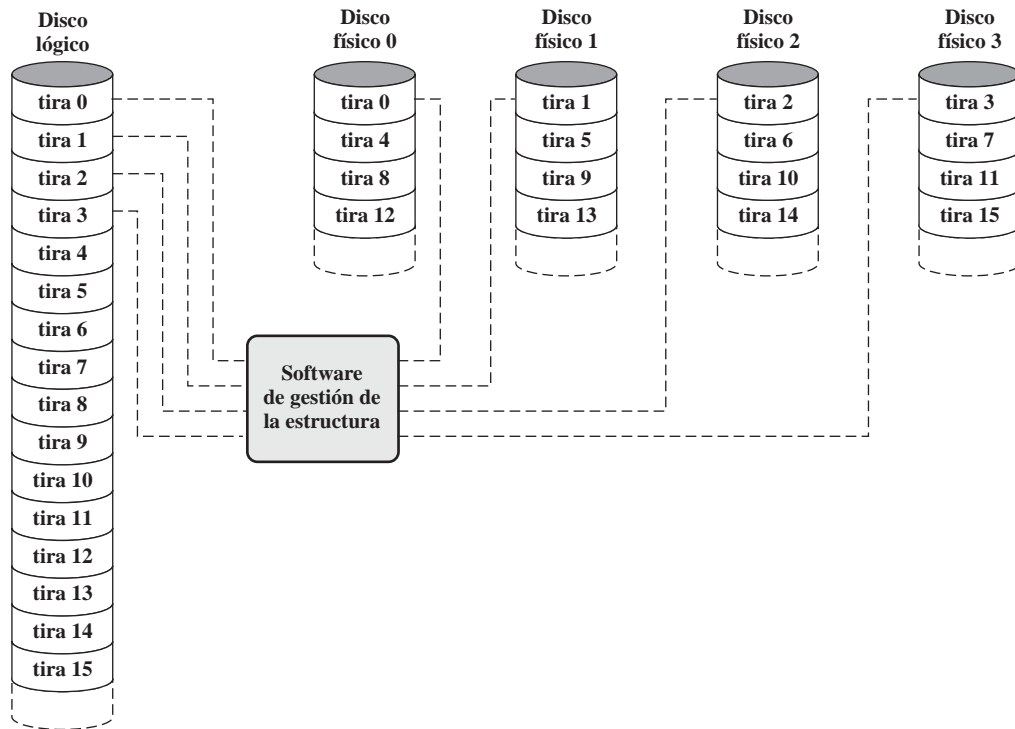 Disco
lógico
tira 0
tira 1
tira 2
tira 3
tira 4
tira 5
tira 6
tira 7
tira 8
tira 9
tira 10
tira 11
tira 12
tira 13
tira 14
tira 15
Disco
físico 0
tira 0
tira 4
tira 8
tira 12
Disco
físico 1
tira 1
tira 5
tira 9
tira 13
Disco
físico 2
tira 2
tira 6
tira 10
tira 14
Disco
físico 3
tira 3
tira 7
tira 11
tira 15
Software
de gestión de
la estructura